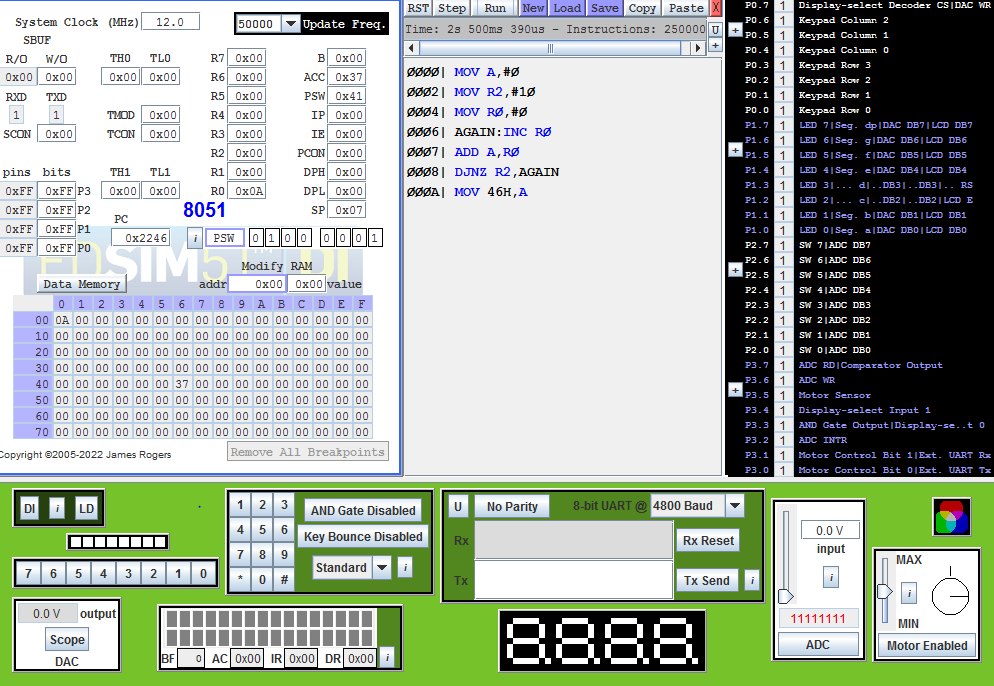 System Clock (MHz) 12.0 50000 Update Freq.
SBUF
R/O W/O TH0 TL0 R7 0x00 B 0x00
0x00 0x00 0x00 0x00 R6 0x00 ACC 0x37
RXD TXD R5 0x00 PSW 0x41
1 1 TMOD 0x00 R4 0x00 IP 0x00
SCON 0x00 TCON 0x00 R3 0x00 IE 0x00
R2 0x00 PCON 0x00
pins bits TH1 TL1 R1 0x00 DPH 0x00
0xFF 0xFF P3 0x00 0x00 R0 0x0A DPL 0x00
0xFF 0xFF P2 8051 SP 0x07
0xFF 0xFF P1 PC
0xFF 0xFF P0 0x2246 i PSW 0 1 0 0 0 0 0 1
EDSIM51 DI
Modify RAM
Data Memory addr 0x00 0x00 value
0 1 2 3 4 5 6 7 8 9 A B C D E F
00 0A 00 00 00 00 00 00 00 00 00 00 00 00 00 00 00
10 00 00 00 00 00 00 00 00 00 00 00 00 00 00 00 00
20 00 00 00 00 00 00 00 00 00 00 00 00 00 00 00 00
30 00 00 00 00 00 00 00 00 00 00 00 00 00 00 00 00
40 00 00 00 00 00 00 37 00 00 00 00 00 00 00 00 00
50 00 00 00 00 00 00 00 00 00 00 00 00 00 00 00 00
60 00 00 00 00 00 00 00 00 00 00 00 00 00 00 00 00
70 00 00 00 00 00 00 00 00 00 00 00 00 00 00 00 00
Copyright ©2005-2022 James Rogers Remove All Breakpoints
RST Step Run New Load Save Copy Paste X
Time: 2s 500ms 390us - Instructions: 250000 U
+
0000| MOV A,#0
0002| MOV R2,#10
0004| MOV R0,#0
0006| AGAIN:INC R0
0007| ADD A,R0
0008| DJNZ R2,AGAIN
000A| MOV 46H,A
P0.7 1 Display-select Decoder CS|DAC WR
+ P0.6 1 Keypad Column 2
P0.5 1 Keypad Column 1
P0.4 1 Keypad Column 0
P0.3 1 Keypad Row 3
P0.2 1 Keypad Row 2
P0.1 1 Keypad Row 1
P0.0 1 Keypad Row 0
P1.7 1 LED 7|Seg. dp|DAC DB7|LCD DB7
+ P1.6 1 LED 6|Seg. g|DAC DB6|LCD DB6
P1.5 1 LED 5|Seg. f|DAC DB5|LCD DB5
P1.4 1 LED 4|Seg. e|DAC DB4|LCD DB4
P1.3 1 LED 3|... d|..DB3|..DB3|.. RS
P1.2 1 LED 2|... c|..DB2|..DB2|LCD E
P1.1 1 LED 1|Seg. b|DAC DB1|LCD DB1
P1.0 1 LED 0|Seg. a|DAC DB0|LCD DB0
P2.7 1 SW 7|ADC DB7
+ P2.6 1 SW 6|ADC DB6
P2.5 1 SW 5|ADC DB5
P2.4 1 SW 4|ADC DB4
P2.3 1 SW 3|ADC DB3
P2.2 1 SW 2|ADC DB2
P2.1 1 SW 1|ADC DB1
P2.0 1 SW 0|ADC DB0
P3.7 1 ADC RD|Comparator Output
+ P3.6 1 ADC WR
P3.5 1 Motor Sensor
P3.4 1 Display-select Input 1
P3.3 1 AND Gate Output|Display-se..t 0
P3.2 1 ADC INTR
P3.1 1 Motor Control Bit 1|Ext. UART Rx
P3.0 1 Motor Control Bit 0|Ext. UART Tx
DI i LD
7 6 5 4 3 2 1 0
0.0 V output
Scope
DAC
1 2 3 AND Gate Disabled
4 5 6 Key Bounce Disabled
7 8 9 Standard i
* 0 #
BF 0 AC 0x00 IR 0x00 DR 0x00 i
U No Parity 8-bit UART @ 4800 Baud
Rx Rx Reset
Tx Tx Send i
8.8.8.8.
0.0 V
input
i
11111111
ADC
MAX
i
MIN
Motor Enabled